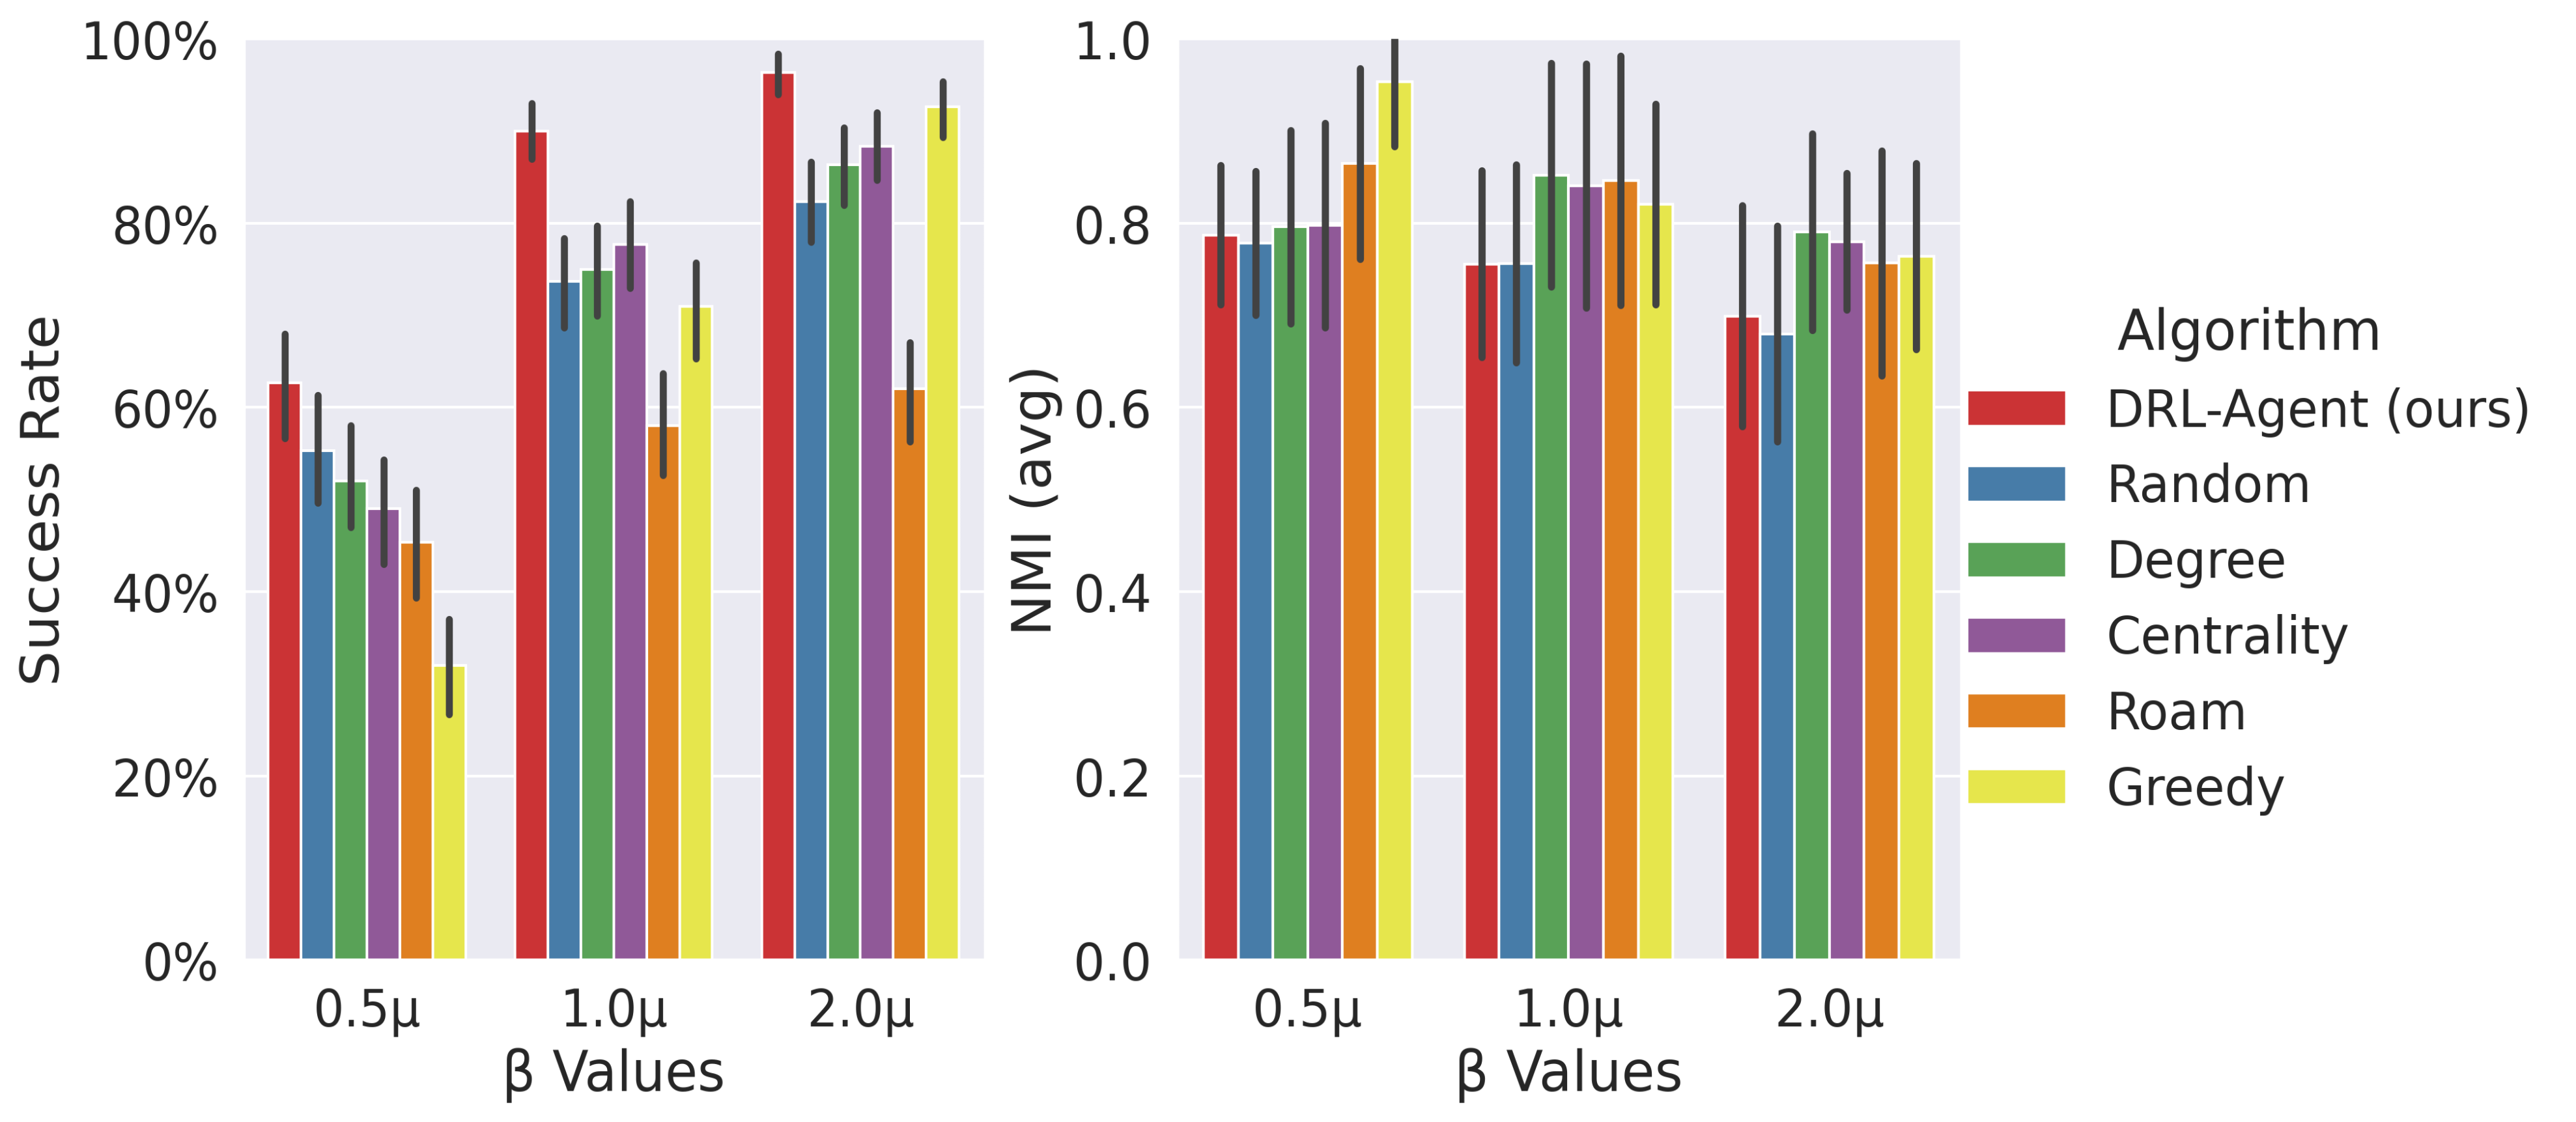 100%
80%
60%
40%
20%
0%
Success Rate
0.5μ 1.0μ 2.0μ
β Values
1.0
0.8
0.6
0.4
0.2
0.0
NMI (avg)
0.5μ 1.0μ 2.0μ
β Values
Algorithm
DRL-Agent (ours)
Random
Degree
Centrality
Roam
Greedy